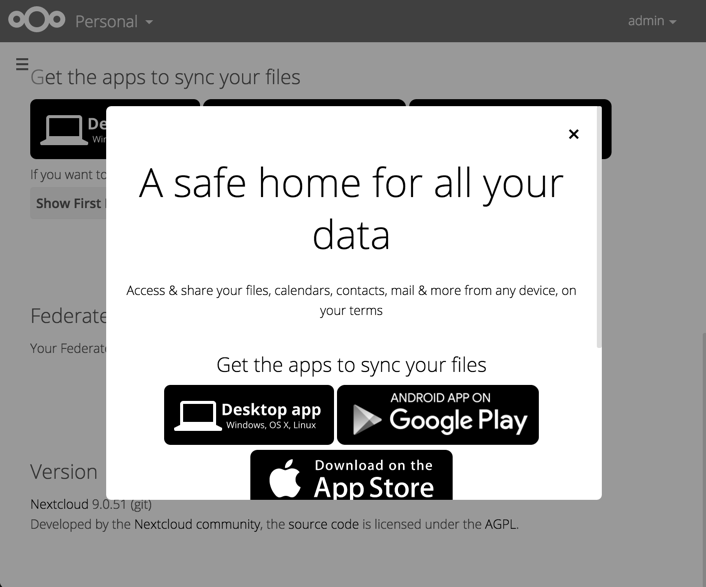 Personal
admin
Get the apps to sync your files
De
Win
If you want to
Show First
×
A safe home for all your
data
Access & share your files, calendars, contacts, mail & more from any device, on
your terms
Get the apps to sync your files
Desktop app
Windows, OS X, Linux
ANDROID APP ON
Google Play
Download on the
App Store
Federate
Your Federate
Version
Nextcloud 9.0.51 (git)
Developed by the Nextcloud community, the source code is licensed under the AGPL.